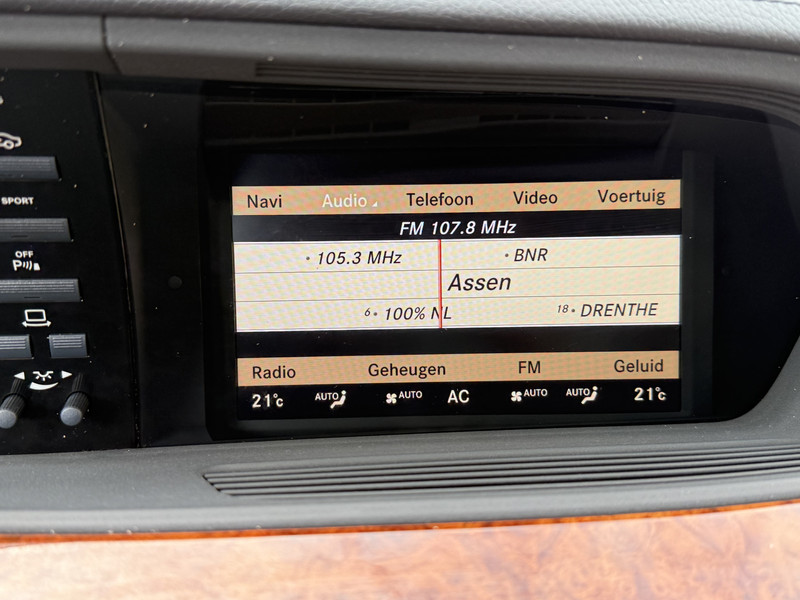 SPORT
OFF
P
Navi Audio Telefoon Video Voertuig
FM 107.8 MHz
• 105.3 MHz • BNR
Assen
6 • 100% NL 18 • DRENTHE
Radio Geheugen FM Geluid
21°C AUTO AUTO AC AUTO AUTO 21°C